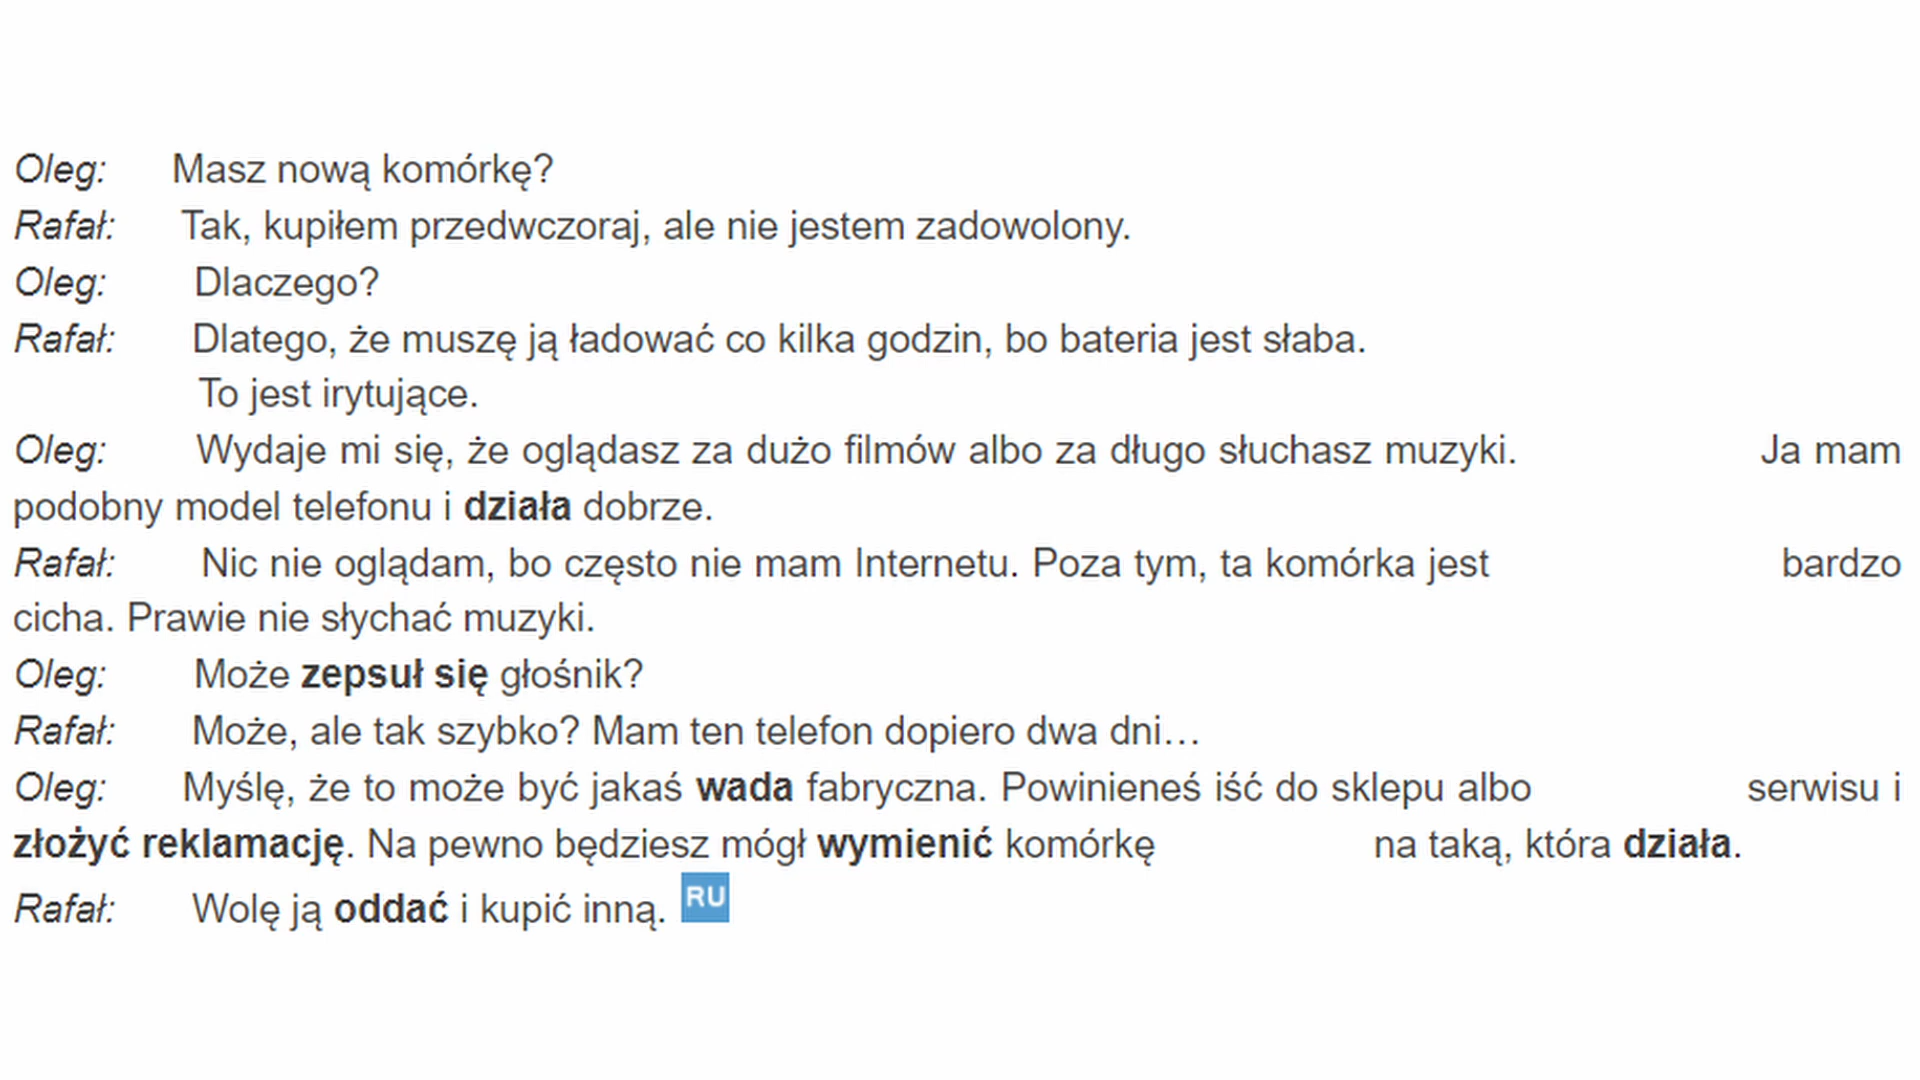 Oleg: Masz nową komórkę?
Rafał: Tak, kupiłem przedwczoraj, ale nie jestem zadowolony.
Oleg: Dlaczego?
Rafał: Dlatego, że muszę ją ładować co kilka godzin, bo bateria jest słaba.
To jest irytujące.
Oleg: Wydaje mi się, że oglądasz za dużo filmów albo za długo słuchasz muzyki. Ja mam
podobny model telefonu i działa dobrze.
Rafał: Nic nie oglądam, bo często nie mam Internetu. Poza tym, ta komórka jest bardzo
cicha. Prawie nie słychać muzyki.
Oleg: Może zepsuł się głośnik?
Rafał: Może, ale tak szybko? Mam ten telefon dopiero dwa dni…
Oleg: Myślę, że to może być jakaś wada fabryczna. Powinieneś iść do sklepu albo serwisu i
złożyć reklamację. Na pewno będziesz mógł wymienić komórkę na taką, która działa.
Rafał: Wolę ją oddać i kupić inną. RU